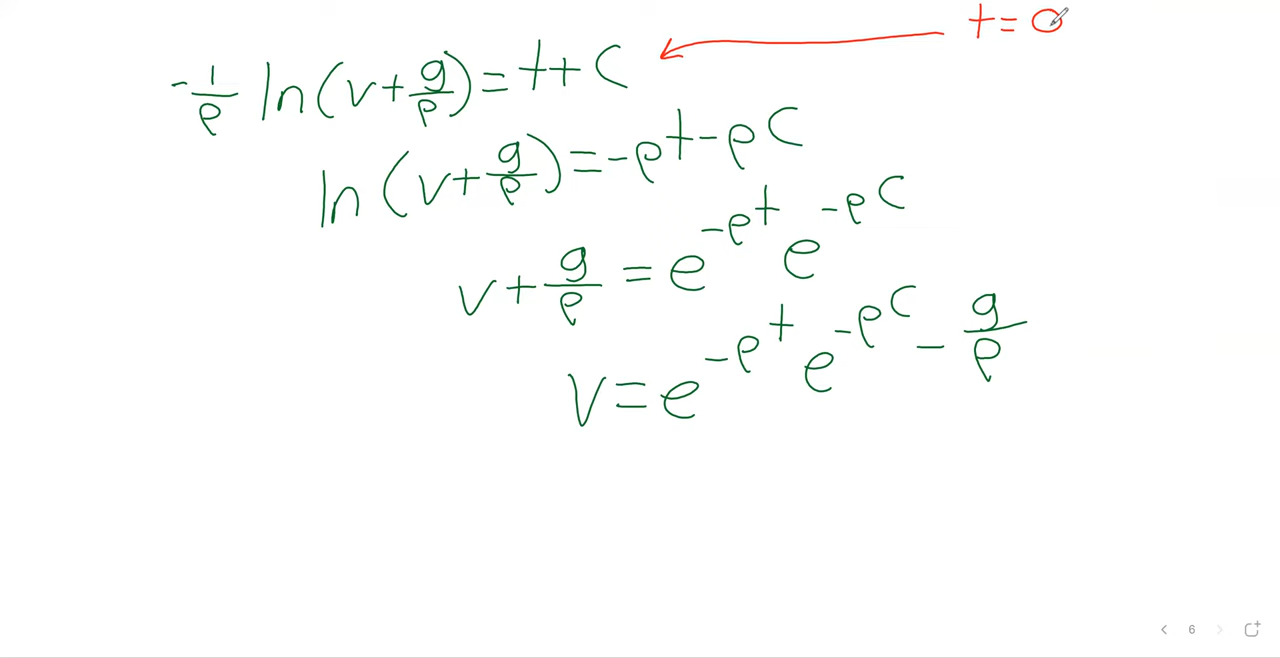 t = 0
-1/ρ ln(v + g/ρ) = t + C
ln(v + g/ρ) = -ρt - ρC
v + g/ρ = e^{-ρt} e^{-ρC}
v = e^{-ρt} e^{-ρC} - g/ρ
6